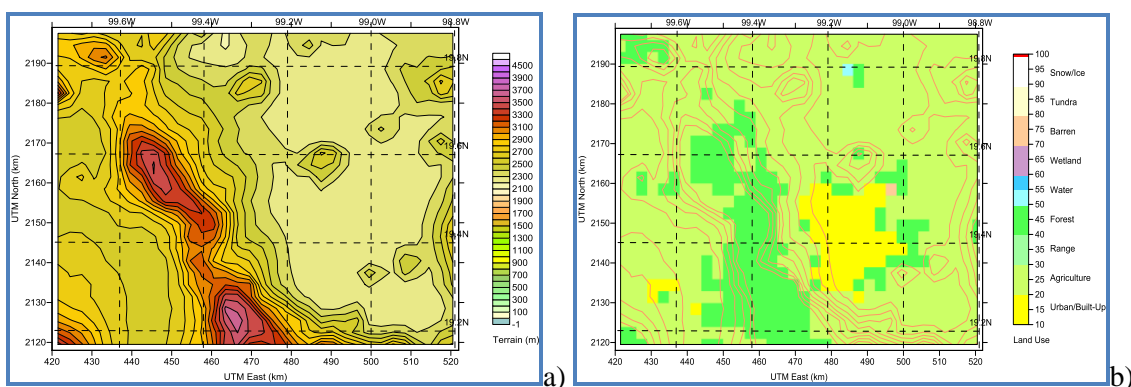 99.6W 99.4W 99.2W 99.0W 98.8W
2190
2180
2170
2160
2150
2140
2130
2120
UTM North (km)
19.8N
19.6N
19.4N
19.2N
420 430 440 450 460 470 480 490 500 510 520
UTM East (km)
4500
4300
3900
3700
3300
3100
2900
2700
2300
2100
1900
1700
1500
1300
1100
900
700
500
300
100
-1
Terrain (m)
a)
99.6W 99.4W 99.2W 99.0W 98.8W
2190
2180
2170
2160
2150
2140
2130
2120
UTM North (km)
19.8N
19.6N
19.4N
19.2N
420 430 440 450 460 470 480 490 500 510 520
UTM East (km)
100
95
Snow/Ice
90
85
Tundra
80
75
Barren
70
65
Wetland
60
55
Water
50
45
Forest
40
35
Range
30
25
Agriculture
20
15
Urban/Built-Up
10
Land Use
b)